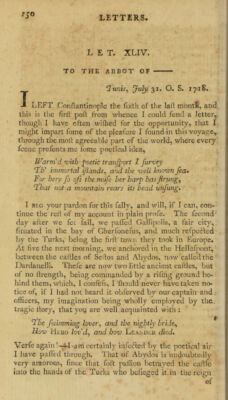 150
LETTERS.
LET. XLIV.
TO THE ABBOT OF ———
Tunis, July 31. O. S. 1718.
I LEFT Constantinople the sixth of the last month, and
this is the first post from whence I could send a letter,
though I have often wished for the opportunity, that I
might impart some of the pleasure I found in this voyage,
through the most agreeable part of the world, where every
scene presents me some poetical idea.
Warm'd with poetic transport I survey
Th' immortal islands, and the well known sea.
For here so oft the muse her harp has strung,
That not a mountain rears its head unsung.
I BEG your pardon for this sally, and will, if I can, con-
tinue the rest of my account in plain prose. The second
day after we set sail, we passed Gallipolis, a fair city,
situated in the bay of Chersonesus, and much respected
by the Turks, being the first town they took in Europe.
At five the next morning, we anchored in the Hellespont,
between the castles of Sestos and Abydos, now called the
Dardanelli. These are now two little ancient castles, but
of no strength, being commanded by a rising ground be-
hind them, which, I confess, I should never have taken no-
tice of, if I had not heard it observed by our captain and
officers, my imagination being wholly employed by the
tragic story, that you are well acquainted with:
The swimming lover, and the nightly bride,
How HERO lov'd, and how LEANDER died.
Verse again! — I am certainly infected by the poetical air
I have passed through. That of Abydos is undoubtedly
very amorous, since that soft passion betrayed the castle
into the hands of the Turks who besieged it in the reign
of